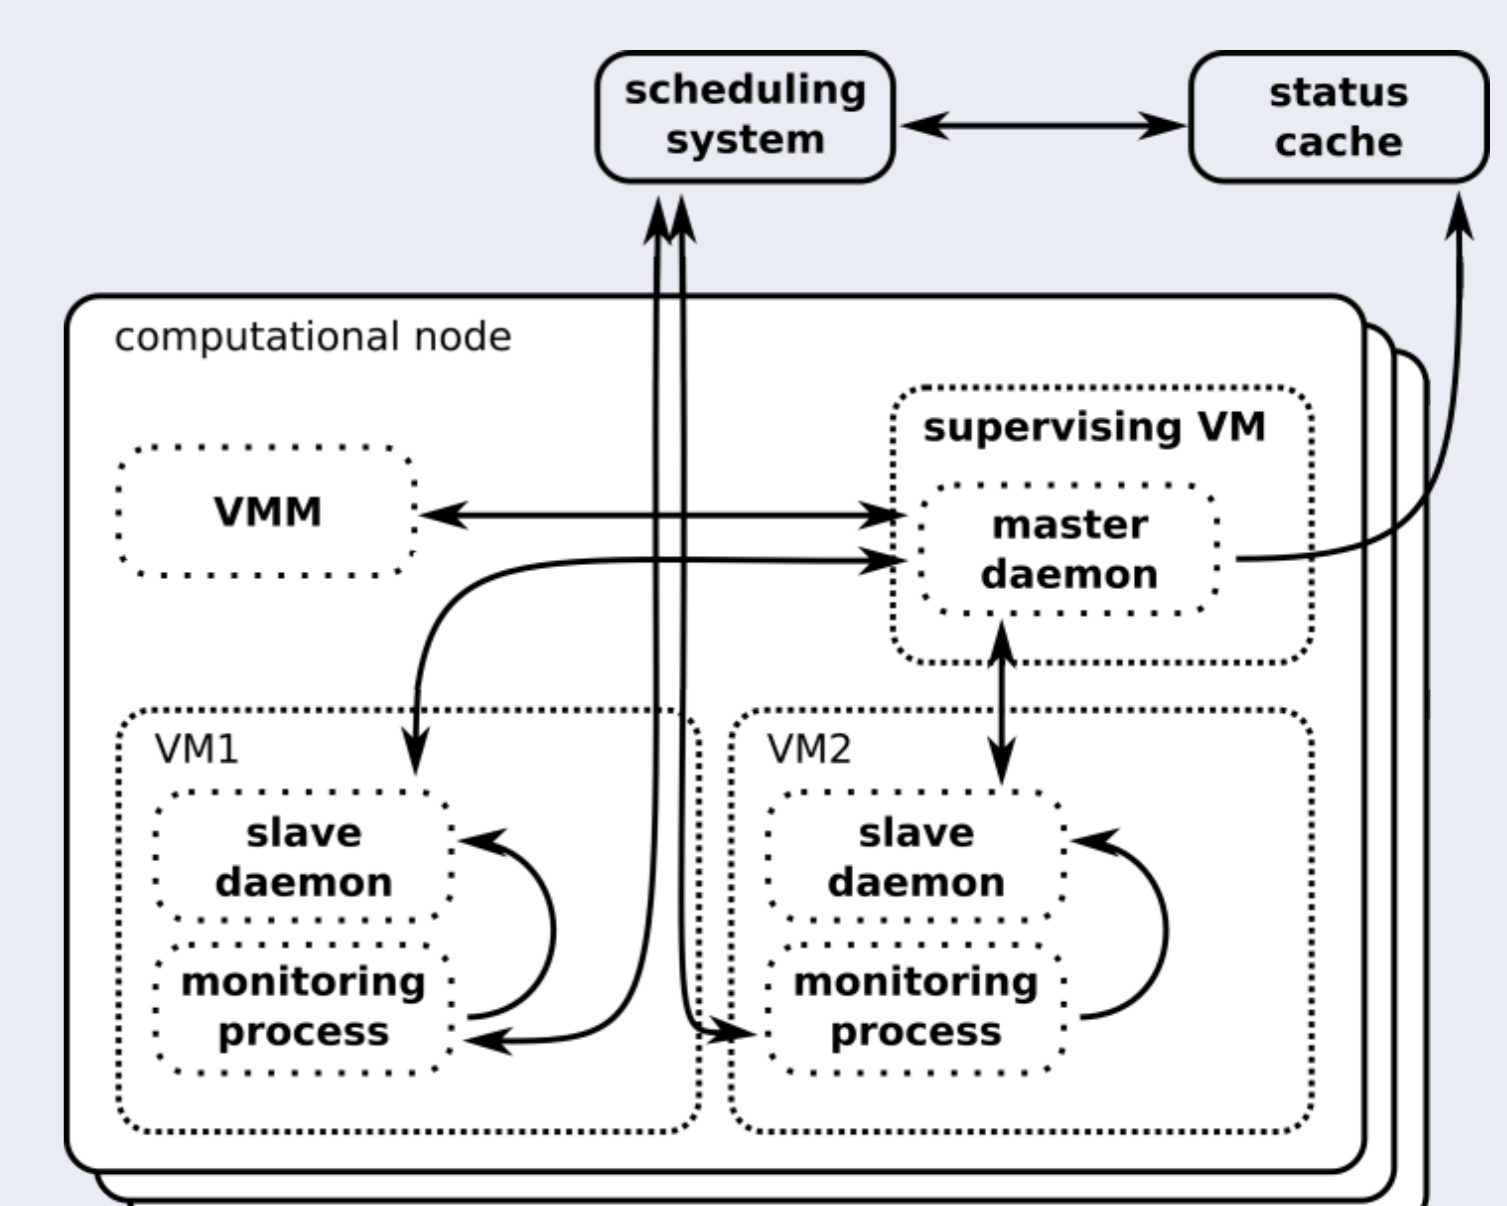 scheduling
system
status
cache
computational node
supervising VM
VMM
master
daemon
VM1
VM2
slave
daemon
slave
daemon
monitoring
process
monitoring
process